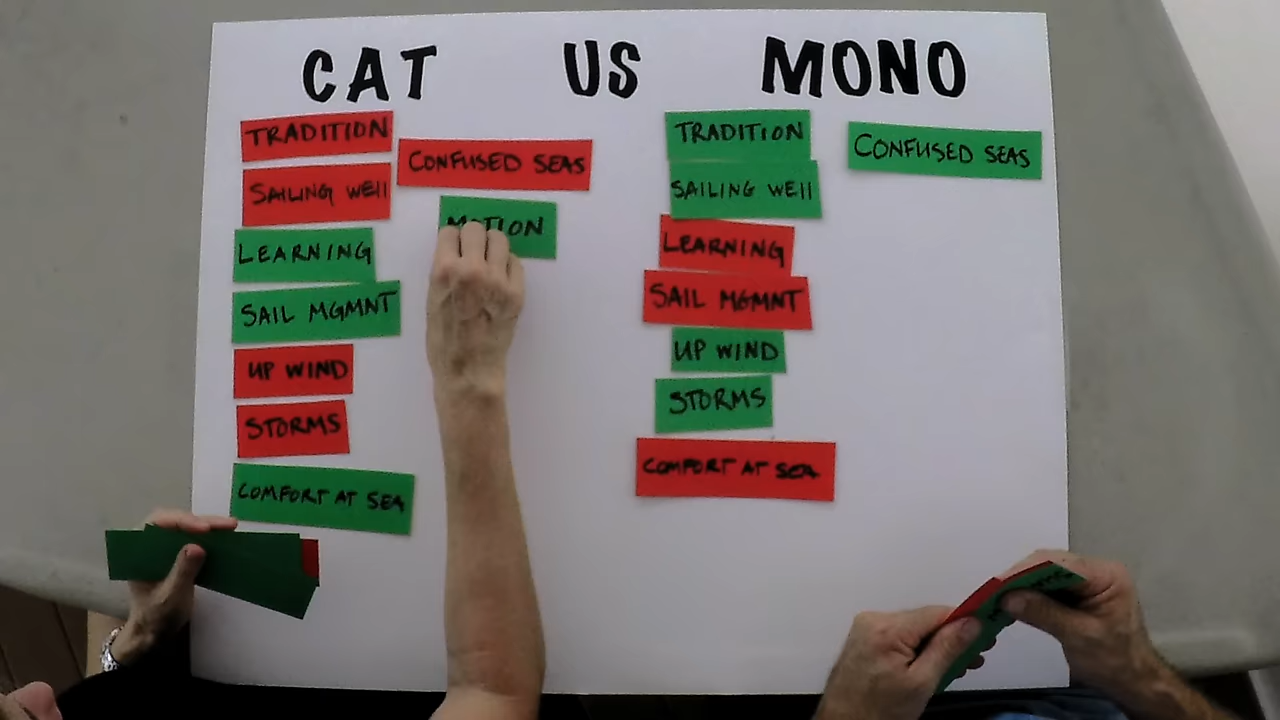 CAT US MONO
TRADITION
SAILING WEll
LEARNING
SAIL MGMNT
UP WIND
STORMS
COMFORT AT SEA
CONFUSED SEAS
MOTION
TRADITION
SAILING WEll
LEARNING
SAIL MGMNT
UP WIND
STORMS
COMFORT AT SEA
CONFUSED SEAS